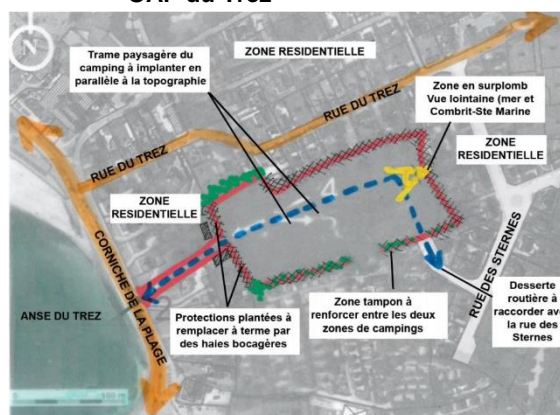 OAP du Trez
N
Trame paysagère du
camping à implanter en
parallèle à la topographie
ZONE RESIDENTIELLE
Zone en surplomb
Vue lointaine (mer et
Combrit-Ste Marine
RUE DU TREZ
RUE DU TREZ
ZONE
RESIDENTIELLE
ZONE
RESIDENTIELLE
CORNICHE DE LA PLAGE
RUE DES STERNES
ANSE DU TREZ
Protections plantées à
remplacer à terme par
des haies bocagères
Zone tampon à
renforcer entre les deux
zones de campings
Desserte
routière à
raccorder ave
la rue des
Sternes